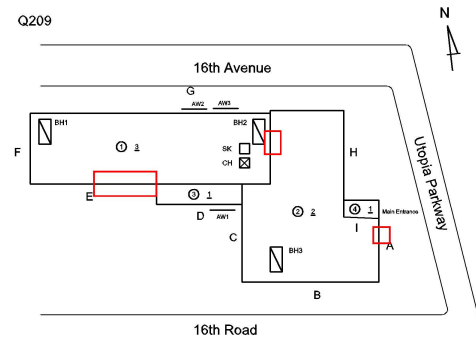 Q209
N
16th Avenue
G
AW2 AW3
BH1
BH2
F
1 3
SK
CH
H
Utopia Parkway
E
3 1
D
AW1
2 2
4 1
Main Entrance
I
A
C
BH3
B
16th Road